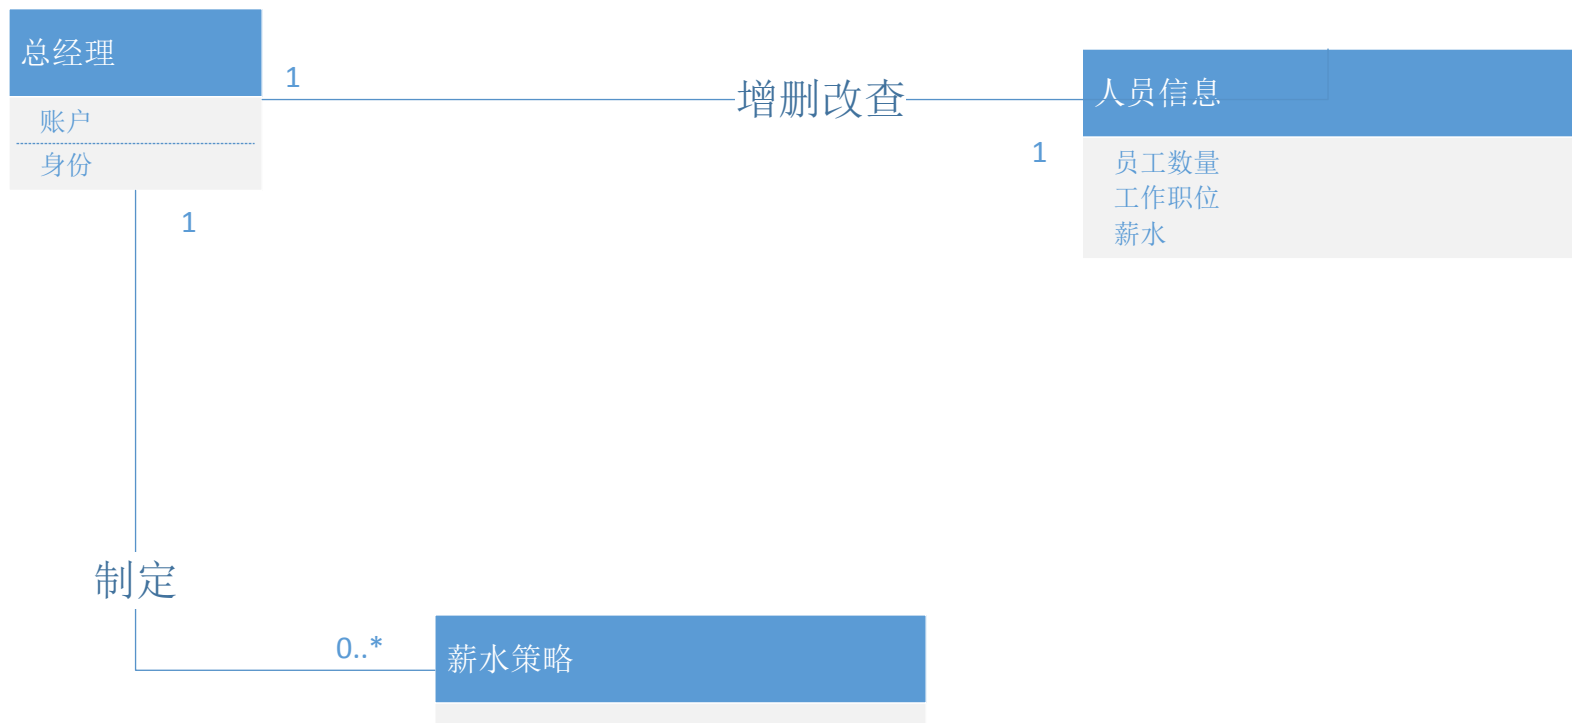 总经理
账户
身份
1
增删改查
1
人员信息
员工数量
工作职位
薪水
1
制定
0..*
薪水策略